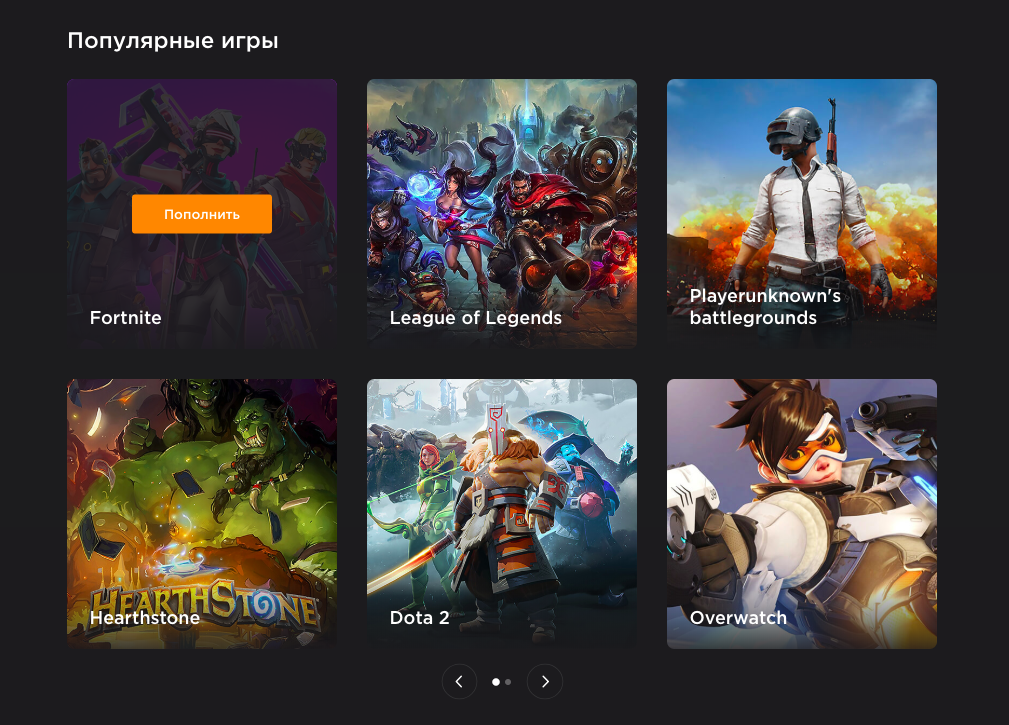 Популярные игры
Пополнить
Fortnite
League of Legends
Playerunknown's
battlegrounds
HEARTHSTONE
Hearthstone
Dota 2
Overwatch